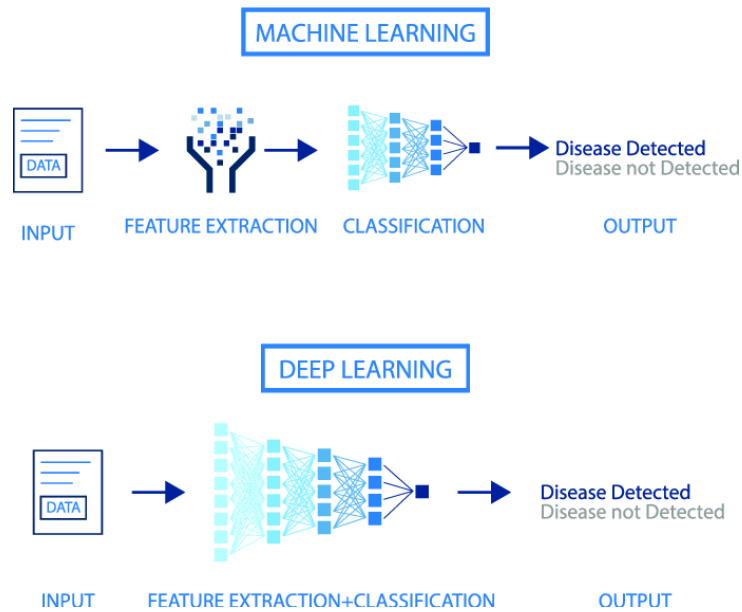 MACHINE LEARNING
DATA
Disease Detected
Disease not Detected
INPUT
FEATURE EXTRACTION
CLASSIFICATION
OUTPUT
DEEP LEARNING
DATA
Disease Detected
Disease not Detected
INPUT
FEATURE EXTRACTION+CLASSIFICATION
OUTPUT